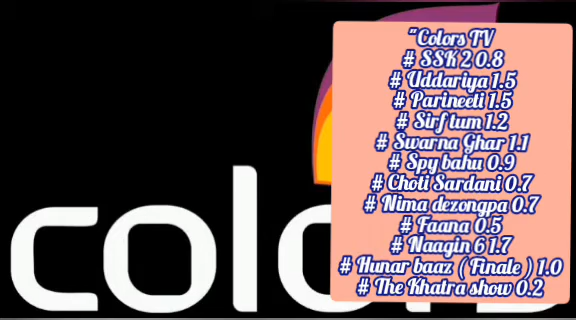 "Colors TV
# SSK 2 0.8
# Uddariya 1.5
# Parineeti 1.5
# Sirf tum 1.2
# Swarna Ghar 1.1
# Spy bahu 0.9
# Choti Sardani 0.7
# Nima dezongpa 0.7
# Faana 0.5
# Naagin 6 1.7
# Hunar baaz ( Finale ) 1.0
# The Khatra show 0.2
colors